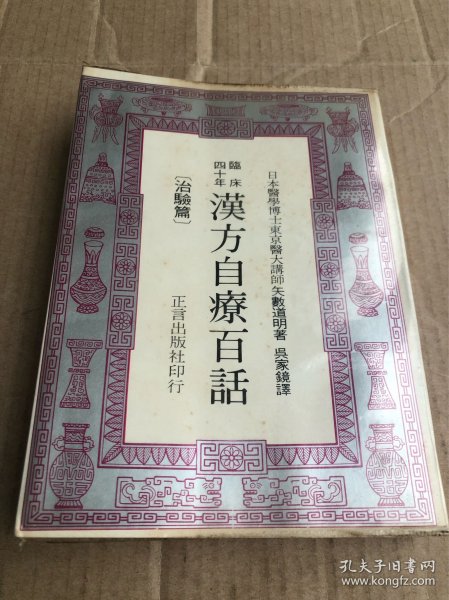 日本醫學博士東京醫大講師矢數道明著　吳家鏡譯
臨床
四十年
漢方自療百話
〔治驗篇〕
正言出版社印行
孔夫子旧书网
www.kongfz.com